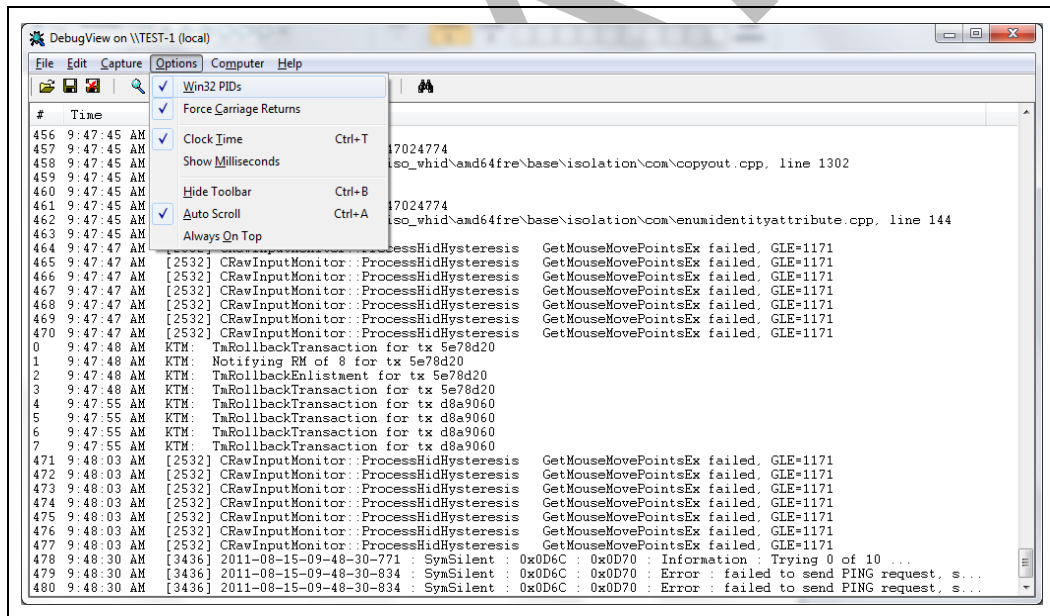 DebugView on \\TEST-1 (local)
File Edit Capture Options Computer Help
Win32 PIDs
Force Carriage Returns
Clock Time Ctrl+T
Show Milliseconds
Hide Toolbar Ctrl+B
Auto Scroll Ctrl+A
Always On Top
# Time
456 9:47:45 AM
457 9:47:45 AM 47024774
458 9:47:45 AM iso_whid\amd64fre\base\isolation\com\copyout.cpp, line 1302
459 9:47:45 AM
460 9:47:45 AM
461 9:47:45 AM 47024774
462 9:47:45 AM iso_whid\amd64fre\base\isolation\com\enumidentityattribute.cpp, line 144
463 9:47:45 AM
464 9:47:47 AM [2532] CRawInputMonitor::ProcessHidHysteresis GetMouseMovePointsEx failed, GLE=1171
465 9:47:47 AM [2532] CRawInputMonitor::ProcessHidHysteresis GetMouseMovePointsEx failed, GLE=1171
466 9:47:47 AM [2532] CRawInputMonitor::ProcessHidHysteresis GetMouseMovePointsEx failed, GLE=1171
467 9:47:47 AM [2532] CRawInputMonitor::ProcessHidHysteresis GetMouseMovePointsEx failed, GLE=1171
468 9:47:47 AM [2532] CRawInputMonitor::ProcessHidHysteresis GetMouseMovePointsEx failed, GLE=1171
469 9:47:47 AM [2532] CRawInputMonitor::ProcessHidHysteresis GetMouseMovePointsEx failed, GLE=1171
470 9:47:47 AM [2532] CRawInputMonitor::ProcessHidHysteresis GetMouseMovePointsEx failed, GLE=1171
0 9:47:48 AM KTM: TmRollbackTransaction for tx 5e78d20
1 9:47:48 AM KTM: Notifying RM of 8 for tx 5e78d20
2 9:47:48 AM KTM: TmRollbackEnlistment for tx 5e78d20
3 9:47:48 AM KTM: TmRollbackTransaction for tx 5e78d20
4 9:47:55 AM KTM: TmRollbackTransaction for tx d8a9060
5 9:47:55 AM KTM: TmRollbackTransaction for tx d8a9060
6 9:47:55 AM KTM: TmRollbackTransaction for tx d8a9060
7 9:47:55 AM KTM: TmRollbackTransaction for tx d8a9060
471 9:48:03 AM [2532] CRawInputMonitor::ProcessHidHysteresis GetMouseMovePointsEx failed, GLE=1171
472 9:48:03 AM [2532] CRawInputMonitor::ProcessHidHysteresis GetMouseMovePointsEx failed, GLE=1171
473 9:48:03 AM [2532] CRawInputMonitor::ProcessHidHysteresis GetMouseMovePointsEx failed, GLE=1171
474 9:48:03 AM [2532] CRawInputMonitor::ProcessHidHysteresis GetMouseMovePointsEx failed, GLE=1171
475 9:48:03 AM [2532] CRawInputMonitor::ProcessHidHysteresis GetMouseMovePointsEx failed, GLE=1171
476 9:48:03 AM [2532] CRawInputMonitor::ProcessHidHysteresis GetMouseMovePointsEx failed, GLE=1171
477 9:48:03 AM [2532] CRawInputMonitor::ProcessHidHysteresis GetMouseMovePointsEx failed, GLE=1171
478 9:48:30 AM [3436] 2011-08-15-09-48-30-771 : SymSilent : 0x0D6C : 0x0D70 : Information : Trying 0 of 10 ...
479 9:48:30 AM [3436] 2011-08-15-09-48-30-834 : SymSilent : 0x0D6C : 0x0D70 : Error : failed to send PING request, s...
480 9:48:30 AM [3436] 2011-08-15-09-48-30-834 : SymSilent : 0x0D6C : 0x0D70 : Error : failed to send PING request, s...